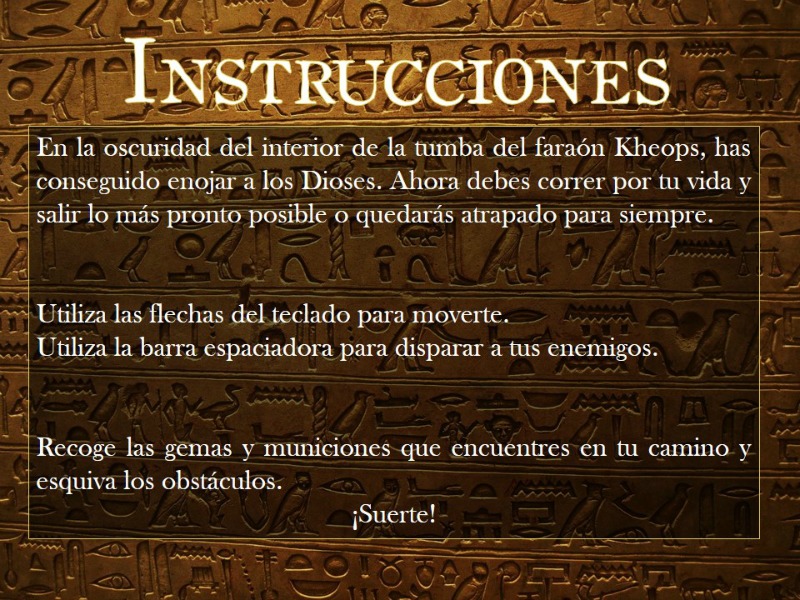 INSTRUCCIONES
En la oscuridad del interior de la tumba del faraón Kheops, has
conseguido enojar a los Dioses. Ahora debes correr por tu vida y
salir lo más pronto posible o quedarás atrapado para siempre.
Utiliza las flechas del teclado para moverte.
Utiliza la barra espaciadora para disparar a tus enemigos.
Recoge las gemas y municiones que encuentres en tu camino y
esquiva los obstáculos.
¡Suerte!